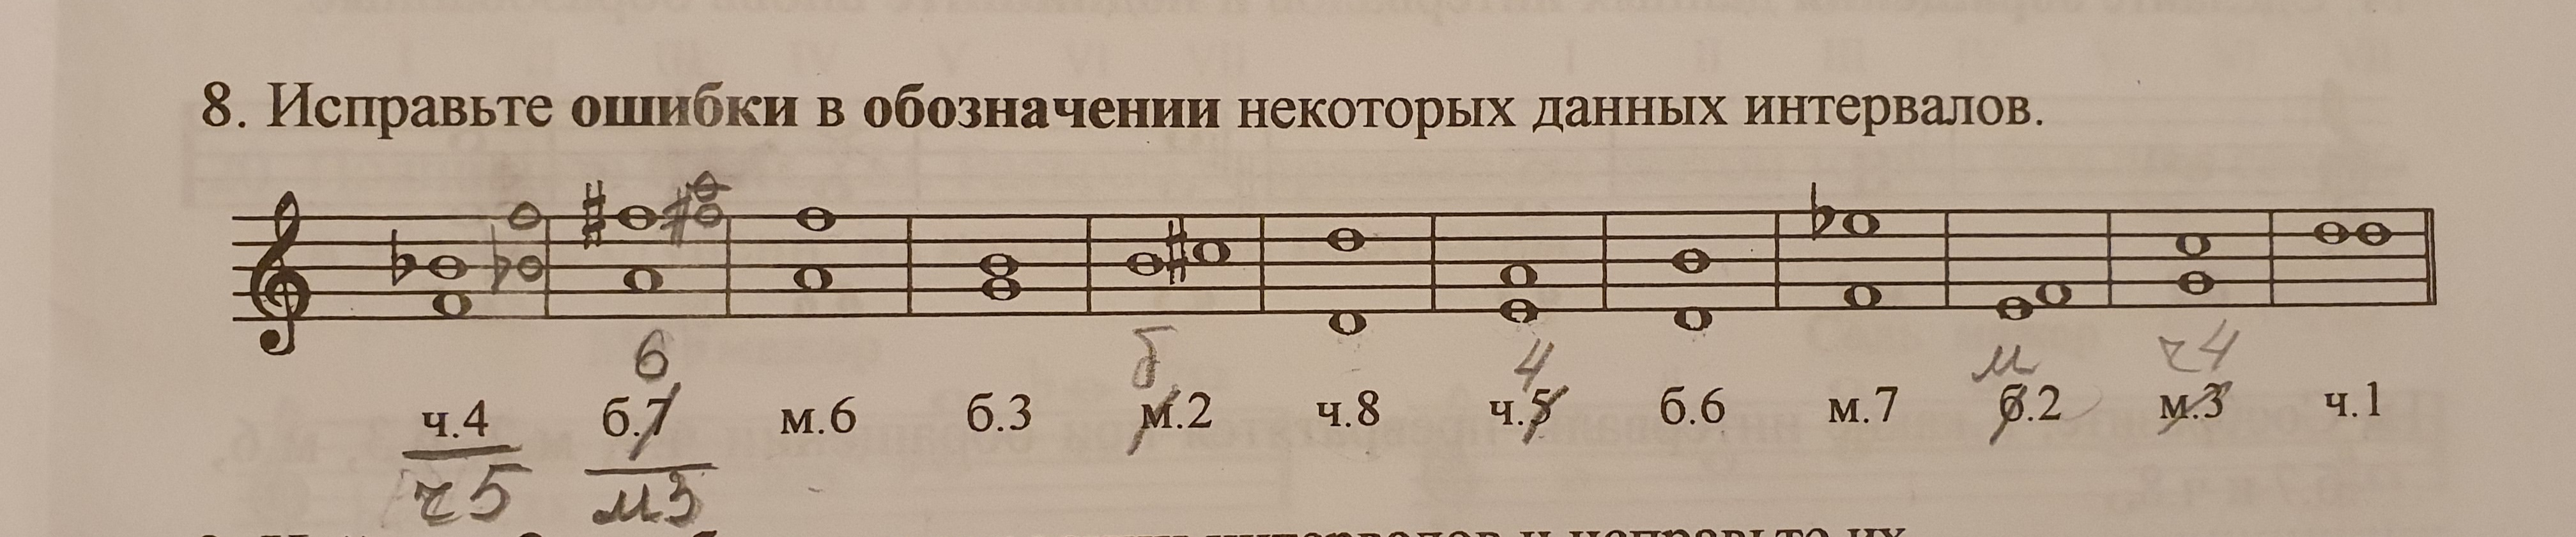 8. Исправьте ошибки в обозначении некоторых данных интервалов.
6 б 4 м ч4
ч.4 б.7 м.6 б.3 м.2 ч.8 ч.5 б.6 м.7 б.2 м.3 ч.1
ч5 м3